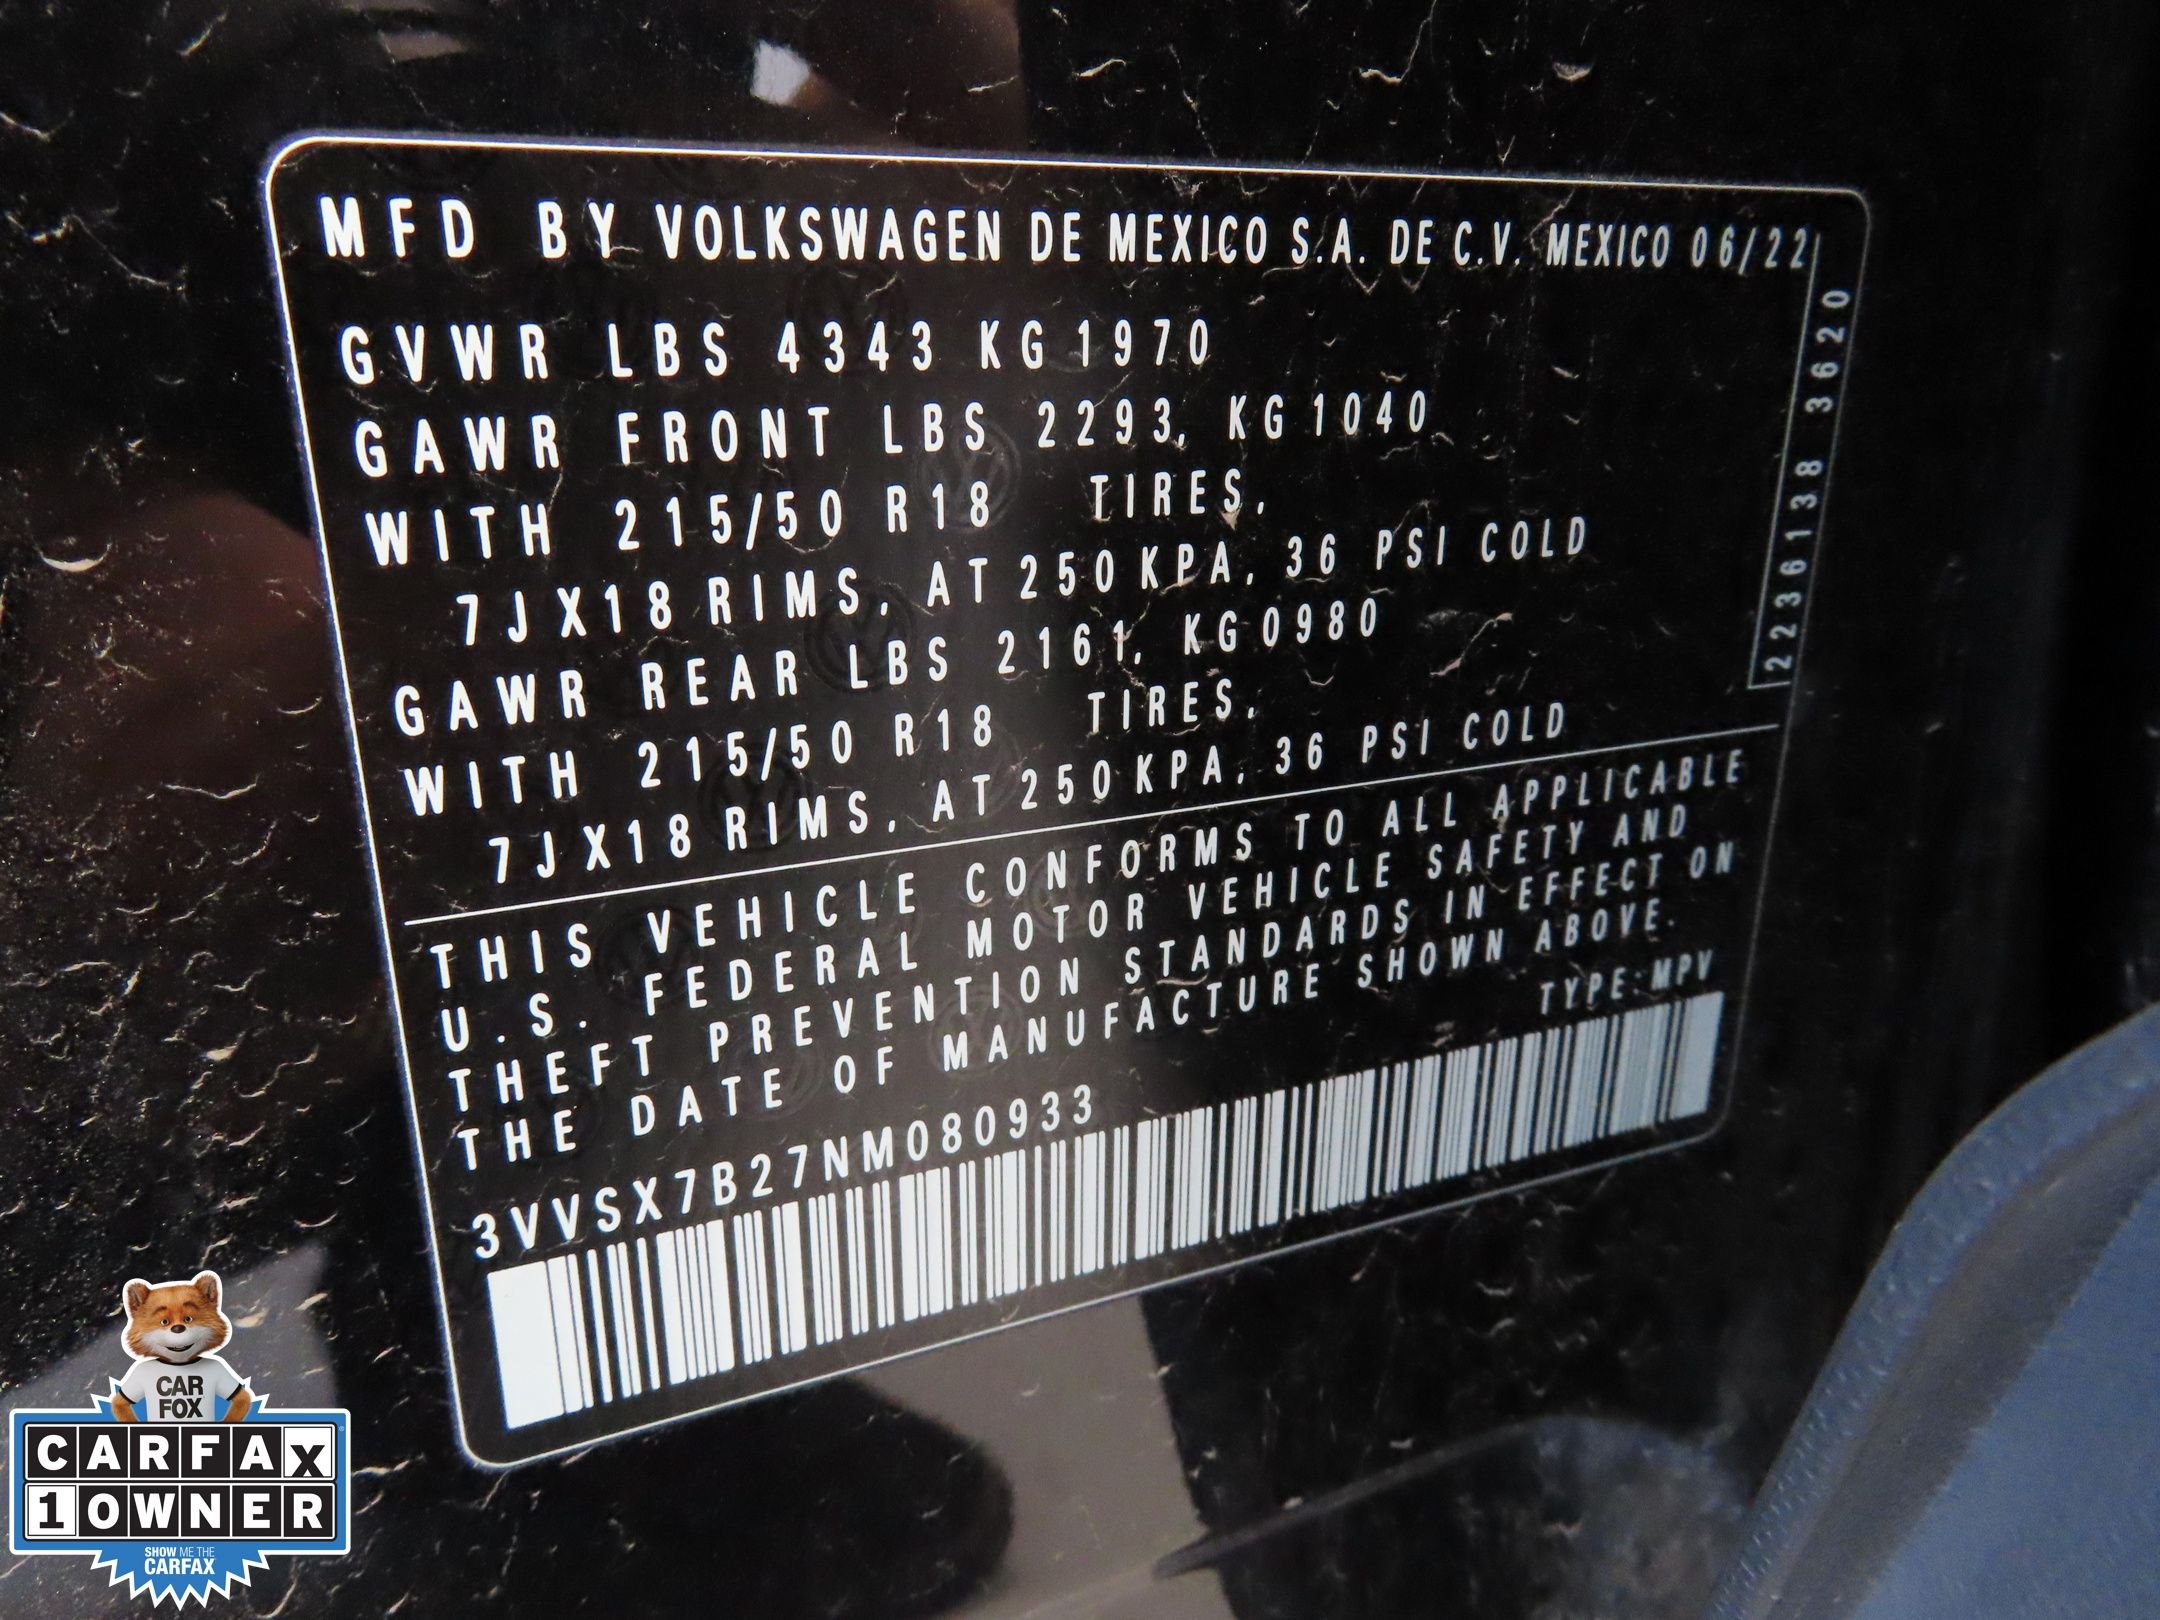 MFD BY VOLKSWAGEN DE MEXICO S.A. DE C.V. MEXICO 06/22
GVWR LBS 4343 KG 1970
GAWR FRONT LBS 2293, KG 1040
WITH 215/50 R18 TIRES,
7JX18 RIMS, AT 250 KPA, 36 PSI COLD
GAWR REAR LBS 2161, KG 0980
WITH 215/50 R18 TIRES,
7JX18 RIMS, AT 250 KPA, 36 PSI COLD
2236138 3620
THIS VEHICLE CONFORMS TO ALL APPLICABLE
U.S. FEDERAL MOTOR VEHICLE SAFETY AND
THEFT PREVENTION STANDARDS IN EFFECT ON
THE DATE OF MANUFACTURE SHOWN ABOVE.
TYPE:MPV
3VVSX7B27NM080933
CAR
FOX
CARFAX
1 OWNER
SHOW ME THE
CARFAX